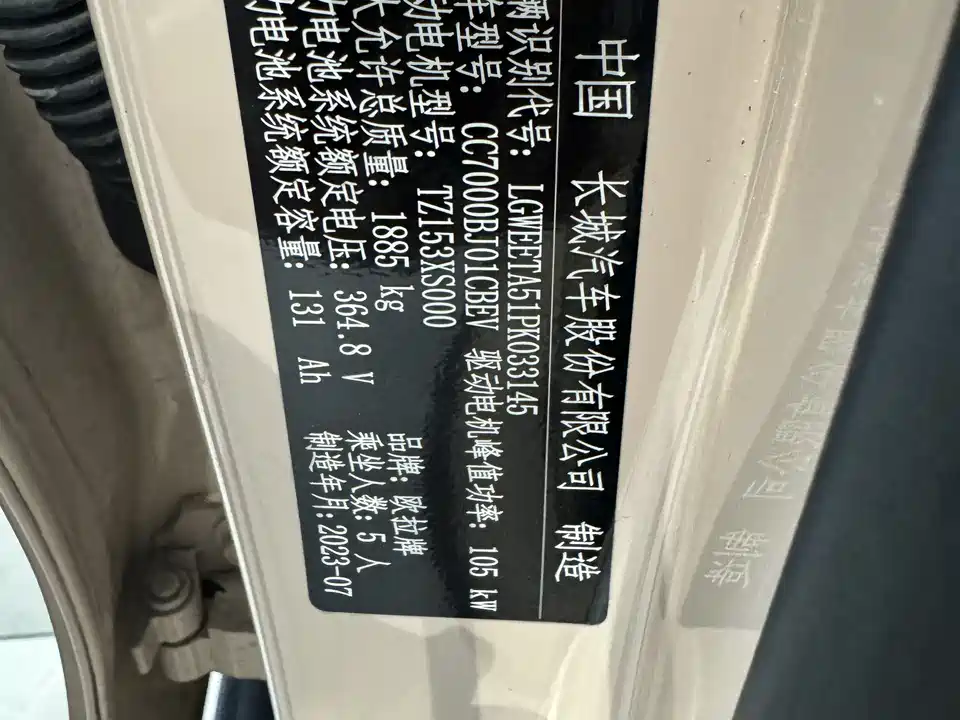 中国 长城汽车股份有限公司 制造
辆识别代号: LGWEETA51PK033145
车型号: CC7000BJ01CBEV 驱动电机峰值功率: 105 kW
动电机型号: TZ153XS000
大允许总质量: 1885 kg 品牌: 欧拉牌
力电池系统额定电压: 364.8 V 乘坐人数: 5 人
力电池系统额定容量: 131 Ah 制造年月: 2023-07